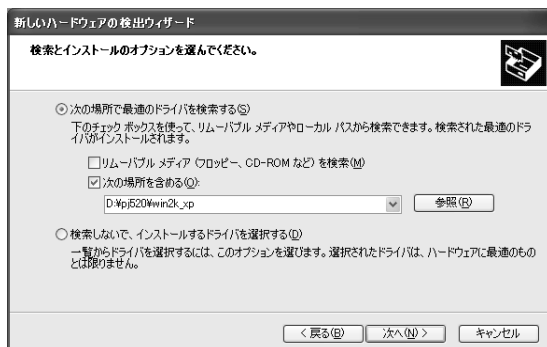 新しいハードウェアの検出ウィザード
検索とインストールのオプションを選んでください。
次の場所で最適のドライバを検索する(S)
下のチェック ボックスを使って、リムーバブル メディアやローカル パスから検索できます。検索された最適のドラ
イバがインストールされます。
リムーバブル メディア (フロッピー、CD-ROM など) を検索(M)
次の場所を含める(O):
D:¥pj520¥win2k_xp
参照(R)
検索しないで、インストールするドライバを選択する(D)
一覧からドライバを選択するには、このオプションを選びます。選択されたドライバは、ハードウェアに最適のもの
とは限りません。
< 戻る(B)
次へ(N) >
キャンセル